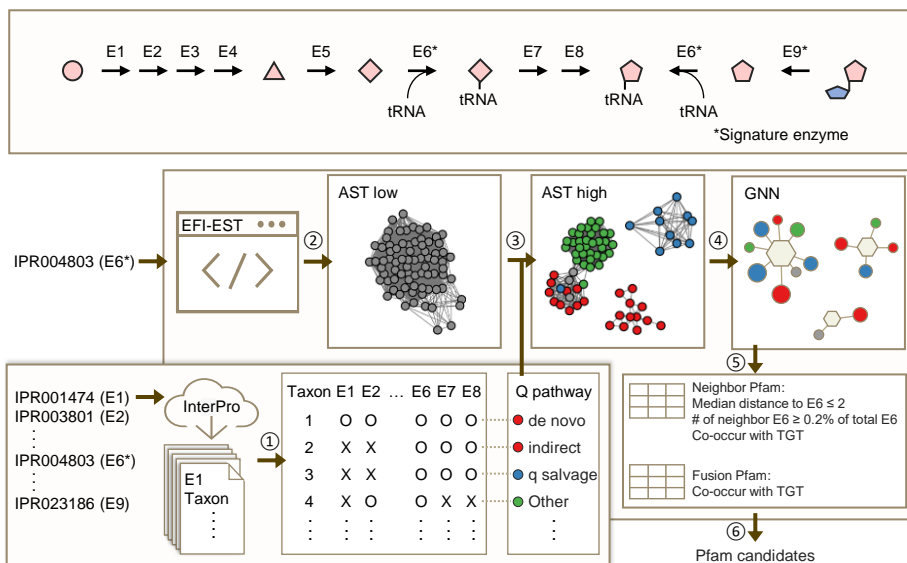 E1 E2 E3 E4 E5 E6* E7 E8 E6* E9*
tRNA tRNA tRNA tRNA
*Signature enzyme
EFI-EST
AST low
AST high
GNN
②
③
④
IPR004803 (E6*)
⑤
IPR001474 (E1)
IPR003801 (E2)
⋮
IPR004803 (E6*)
⋮
IPR023186 (E9)
InterPro
E1
Taxon
⋮
①
Taxon E1 E2 … E6 E7 E8
1 O O O O O
2 X X O O O
3 X X O O O
4 X O O X X
⋮ ⋮ ⋮ ⋮ ⋮ ⋮
Q pathway
de novo
indirect
q salvage
Other
⋮
Neighbor Pfam:
Median distance to E6 ≤ 2
# of neighbor E6 ≥ 0.2% of total E6
Co-occur with TGT
Fusion Pfam:
Co-occur with TGT
⑥
Pfam candidates